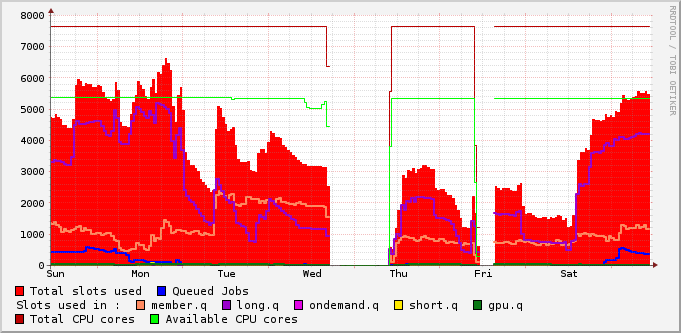 8000
7000
6000
5000
4000
3000
2000
1000
0
Sun Mon Tue Wed Thu Fri Sat
RRDTOOL / TOBI OETIKER
Total slots used Queued Jobs
Slots used in : member.q long.q ondemand.q short.q gpu.q
Total CPU cores Available CPU cores